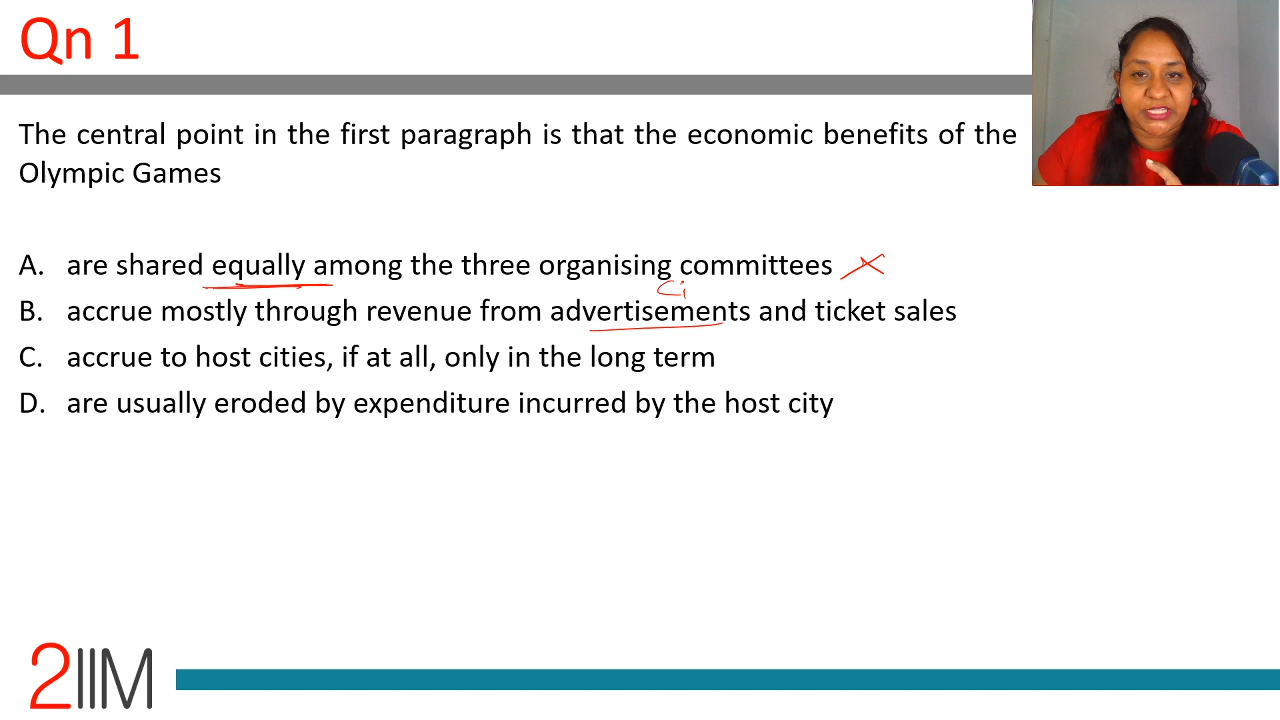 Qn 1
The central point in the first paragraph is that the economic benefits of the
Olympic Games
A. are shared equally among the three organising committees
Ci
B. accrue mostly through revenue from advertisements and ticket sales
C. accrue to host cities, if at all, only in the long term
D. are usually eroded by expenditure incurred by the host city
2IIM